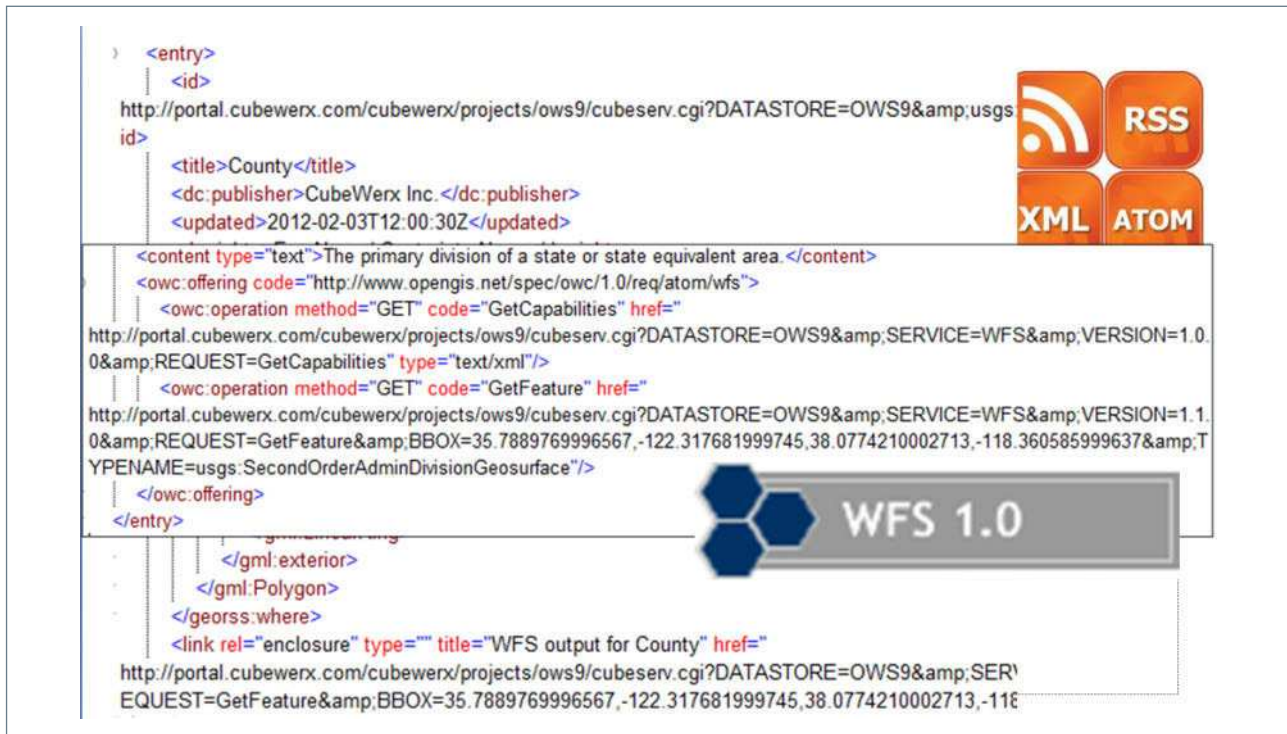 <entry>
<id>
http://portal.cubewerx.com/cubewerx/projects/ows9/cubeserv.cgi?DATASTORE=OWS9&amp;usgs:
id>
<title>County</title>
<dc:publisher>CubeWerx Inc.</dc:publisher>
<updated>2012-02-03T12:00:30Z</updated>
RSS
XML ATOM
<content type="text">The primary division of a state or state equivalent area.</content>
<owc:offering code="http://www.opengis.net/spec/owc/1.0/req/atom/wfs">
<owc:operation method="GET" code="GetCapabilities" href="
http://portal.cubewerx.com/cubewerx/projects/ows9/cubeserv.cgi?DATASTORE=OWS9&amp;SERVICE=WFS&amp;VERSION=1.0.
0&amp;REQUEST=GetCapabilities" type="text/xml"/>
<owc:operation method="GET" code="GetFeature" href="
http://portal.cubewerx.com/cubewerx/projects/ows9/cubeserv.cgi?DATASTORE=OWS9&amp;SERVICE=WFS&amp;VERSION=1.1.
0&amp;REQUEST=GetFeature&amp;BBOX=35.7889769996567,-122.317681999745,38.0774210002713,-118.360585999637&amp;T
YPENAME=usgs:SecondOrderAdminDivisionGeosurface"/>
</owc:offering>
</entry>
WFS 1.0
</gml:exterior>
</gml:Polygon>
</georss:where>
<link rel="enclosure" type="" title="WFS output for County" href="
http://portal.cubewerx.com/cubewerx/projects/ows9/cubeserv.cgi?DATASTORE=OWS9&amp;SERV
EQUEST=GetFeature&amp;BBOX=35.7889769996567,-122.317681999745,38.0774210002713,-118